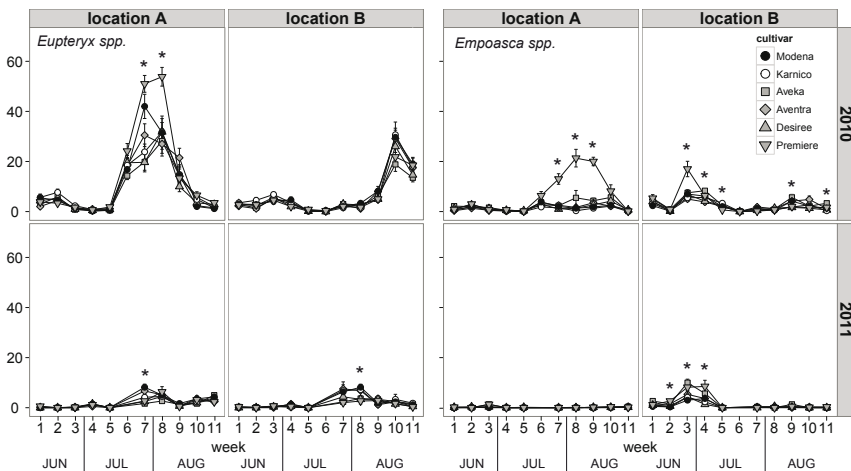 location A location B location A location B
Eupteryx spp. * * Empoasca spp. * * * * * * * *
cultivar
Modena
Karnico
Aveka
Aventra
Desiree
Premiere
60
40
20
0
2010
* * * * *
60
40
20
0
2011
1 2 3 4 5 6 7 8 9 10 11 1 2 3 4 5 6 7 8 9 10 11 1 2 3 4 5 6 7 8 9 10 11 1 2 3 4 5 6 7 8 9 10 11
week week
JUN JUL AUG JUN JUL AUG JUN JUL AUG JUN JUL AUG